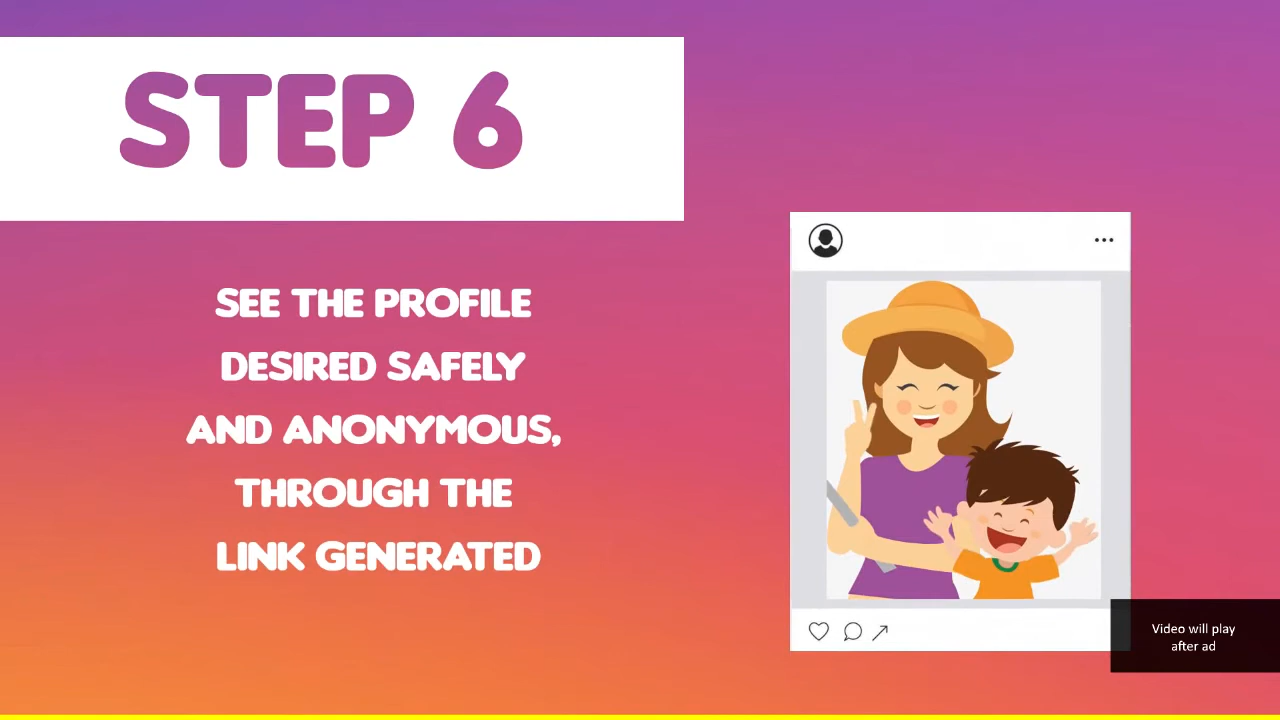 STEP 6
SEE THE PROFILE
DESIRED SAFELY
AND ANONYMOUS,
THROUGH THE
LINK GENERATED
Video will play
after ad